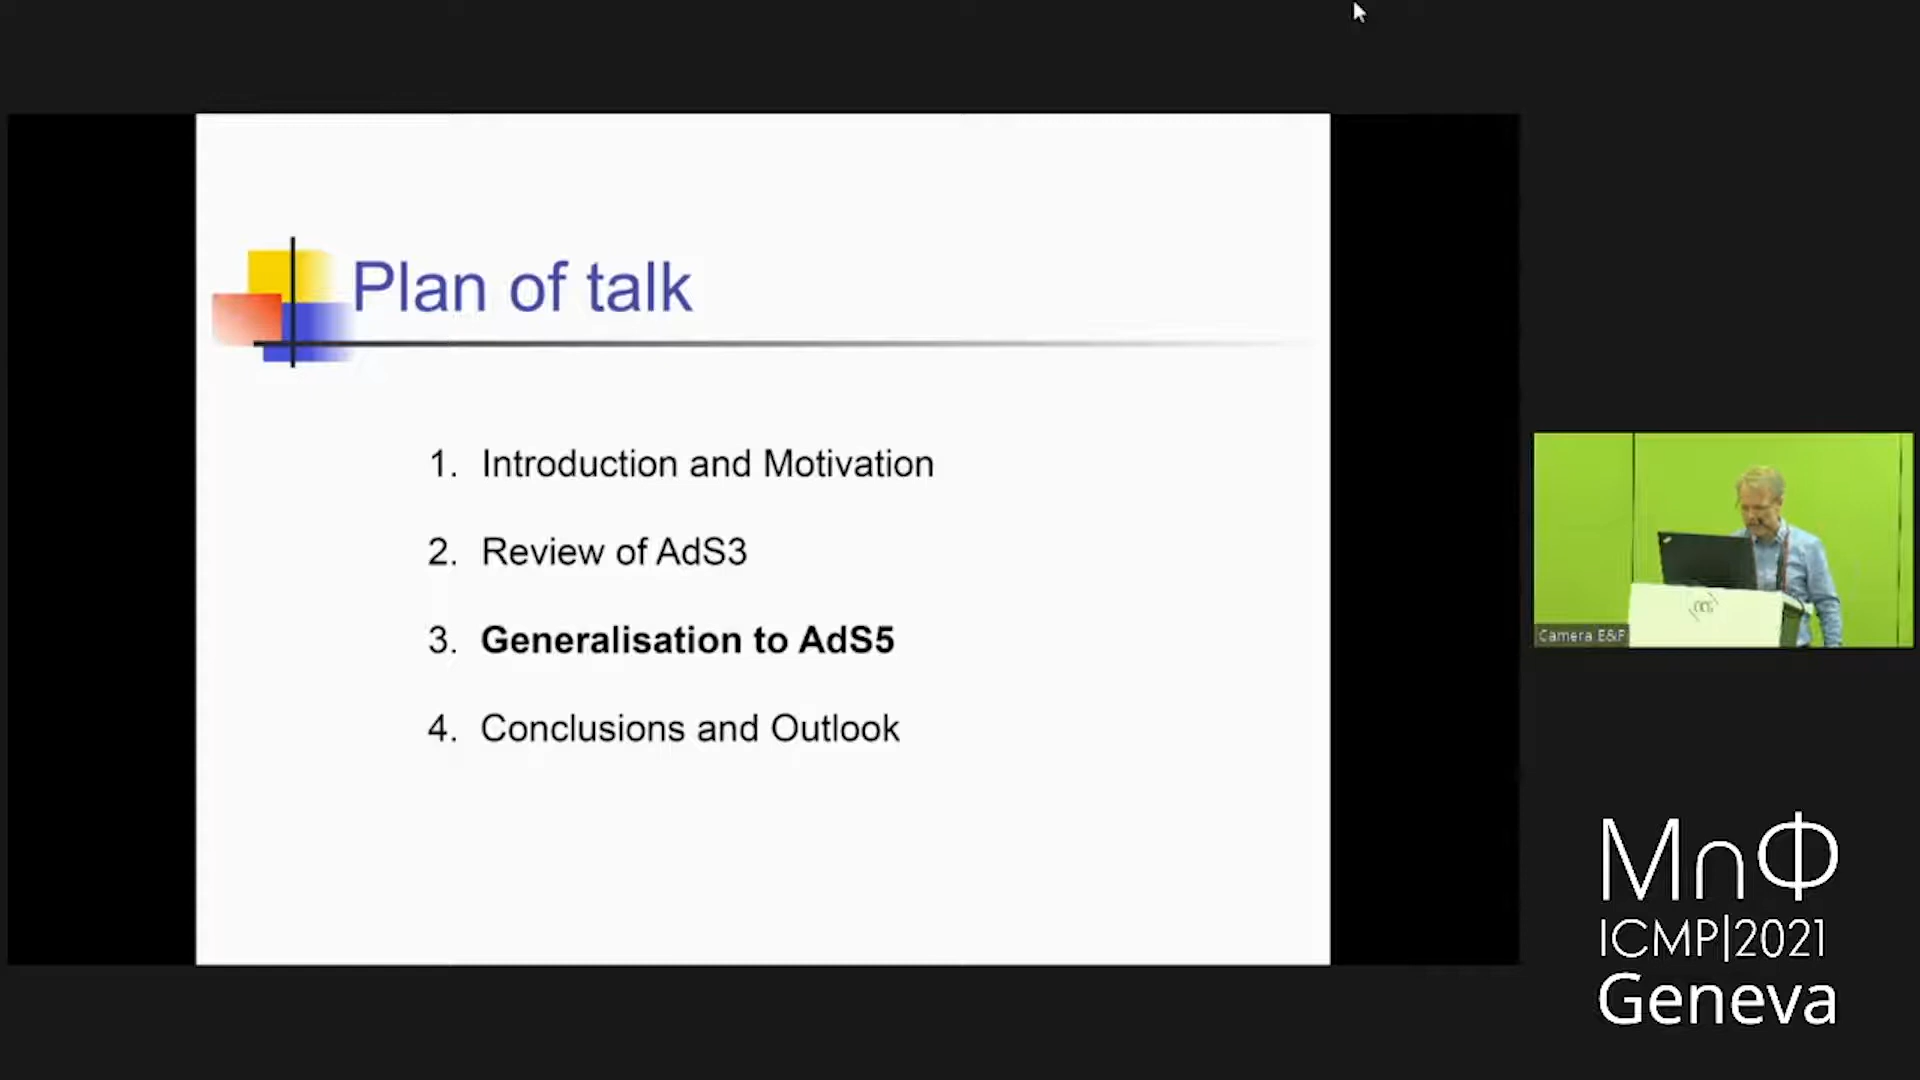 Plan of talk
1. Introduction and Motivation
2. Review of AdS3
3. Generalisation to AdS5
4. Conclusions and Outlook
Camera E&F
MпФ
ICMP|2021
Geneva